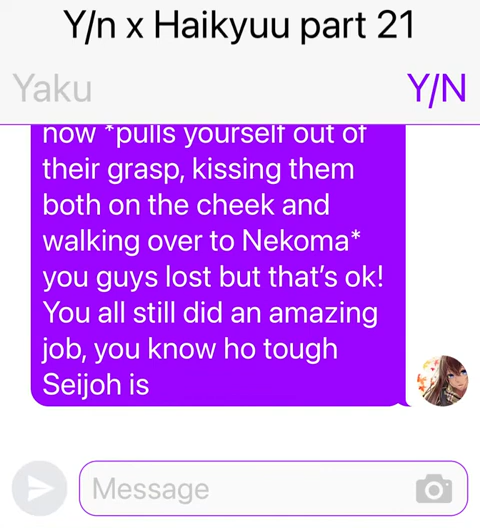 Y/n x Haikyuu part 21
Yaku
Y/N
now *pulls yourself out of
their grasp, kissing them
both on the cheek and
walking over to Nekoma*
you guys lost but that's ok!
You all still did an amazing
job, you know ho tough
Seijoh is
Message